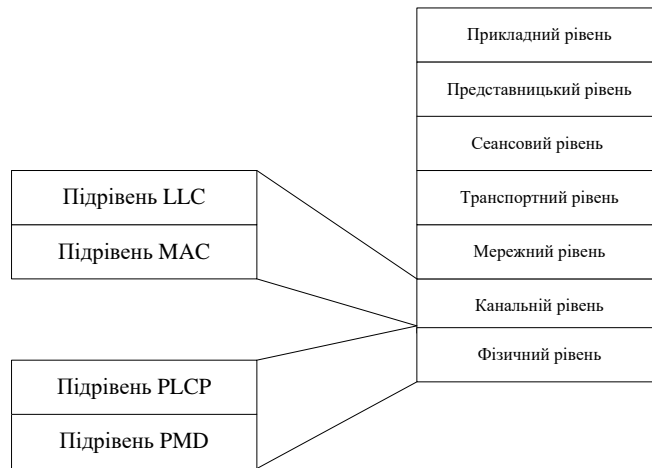 Прикладний рівень
Представницький рівень
Сеансовий рівень
Транспортний рівень
Мережний рівень
Канальній рівень
Фізичний рівень
Підрівень LLC
Підрівень MAC
Підрівень PLCP
Підрівень PMD